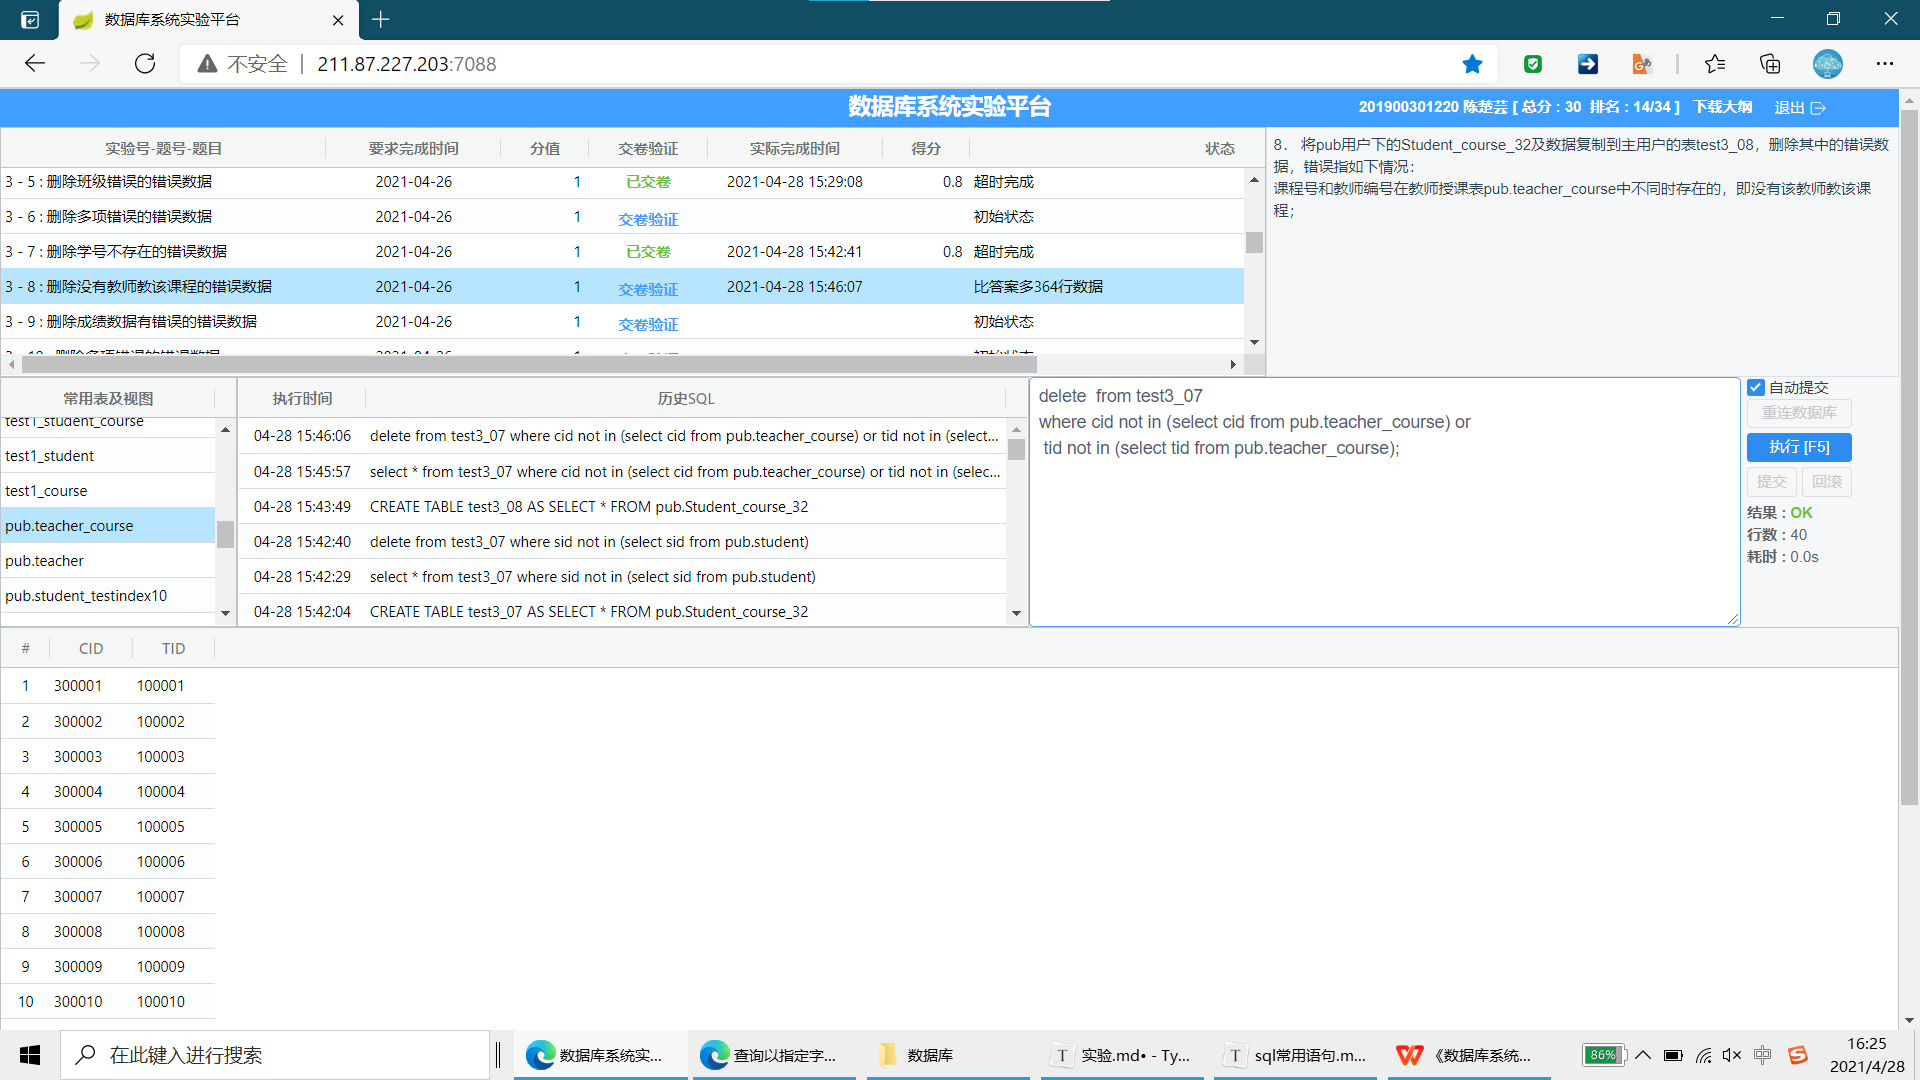 数据库系统实验平台
不安全 | 211.87.227.203:7088
数据库系统实验平台
201900301220 陈楚芸 [ 总分 : 30 排名 : 14/34 ] 下载大纲 退出
实验号-题号-题目 要求完成时间 分值 交卷验证 实际完成时间 得分 状态
3 - 5 : 删除班级错误的错误数据 2021-04-26 1 已交卷 2021-04-28 15:29:08 0.8 超时完成
3 - 6 : 删除多项错误的错误数据 2021-04-26 1 交卷验证 初始状态
3 - 7 : 删除学号不存在的错误数据 2021-04-26 1 已交卷 2021-04-28 15:42:41 0.8 超时完成
3 - 8 : 删除没有教师教该课程的错误数据 2021-04-26 1 交卷验证 2021-04-28 15:46:07 比答案多364行数据
3 - 9 : 删除成绩数据有错误的错误数据 2021-04-26 1 交卷验证 初始状态
8. 将pub用户下的Student_course_32及数据复制到主用户的表test3_08，删除其中的错误数
据，错误指如下情况：
课程号和教师编号在教师授课表pub.teacher_course中不同时存在的，即没有该教师教该课
程；
常用表及视图
test1_student_course
test1_student
test1_course
pub.teacher_course
pub.teacher
pub.student_testindex10
执行时间 历史SQL
04-28 15:46:06 delete from test3_07 where cid not in (select cid from pub.teacher_course) or tid not in (select...
04-28 15:45:57 select * from test3_07 where cid not in (select cid from pub.teacher_course) or tid not in (selec...
04-28 15:43:49 CREATE TABLE test3_08 AS SELECT * FROM pub.Student_course_32
04-28 15:42:40 delete from test3_07 where sid not in (select sid from pub.student)
04-28 15:42:29 select * from test3_07 where sid not in (select sid from pub.student)
04-28 15:42:04 CREATE TABLE test3_07 AS SELECT * FROM pub.Student_course_32
delete  from test3_07
where cid not in (select cid from pub.teacher_course) or
tid not in (select tid from pub.teacher_course);
自动提交
重连数据库
执行 [F5]
提交 回滚
结果 : OK
行数 : 40
耗时 : 0.0s
# CID TID
1 300001 100001
2 300002 100002
3 300003 100003
4 300004 100004
5 300005 100005
6 300006 100006
7 300007 100007
8 300008 100008
9 300009 100009
10 300010 100010
在此键入进行搜索
数据库系统实...
查询以指定字...
数据库
实验.md• - Ty...
sql常用语句.m...
《数据库系统...
86%
中
16:25
2021/4/28